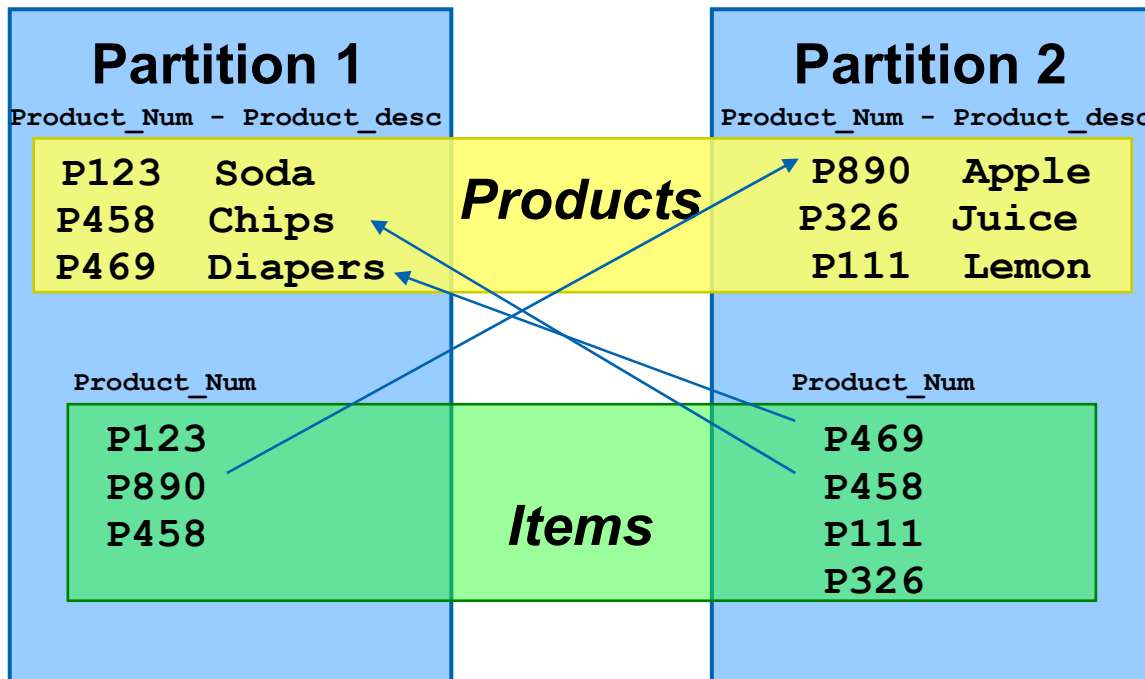 Partition 1
Product_Num - Product_desc
P123 Soda
P458 Chips
P469 Diapers
Products
Partition 2
Product_Num - Product_desc
P890 Apple
P326 Juice
P111 Lemon
Product_Num
P123
P890
P458
Items
Product_Num
P469
P458
P111
P326